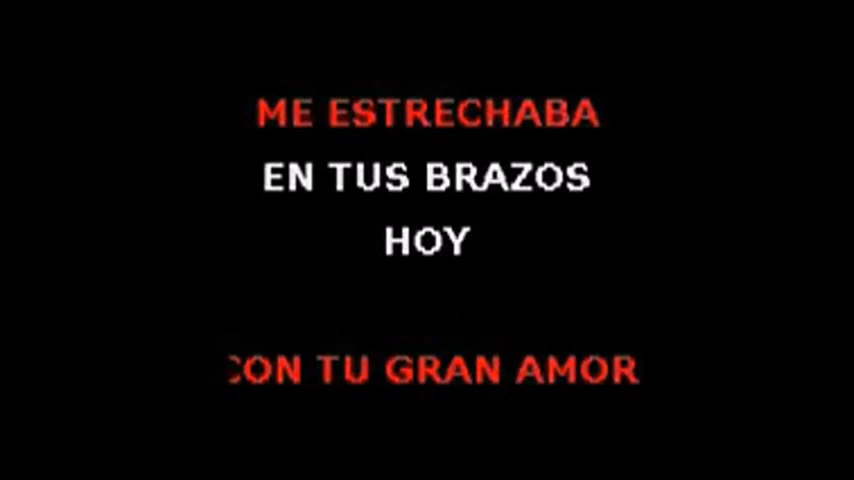 ME ESTRECHABA
EN TUS BRAZOS
HOY
CON TU GRAN AMOR